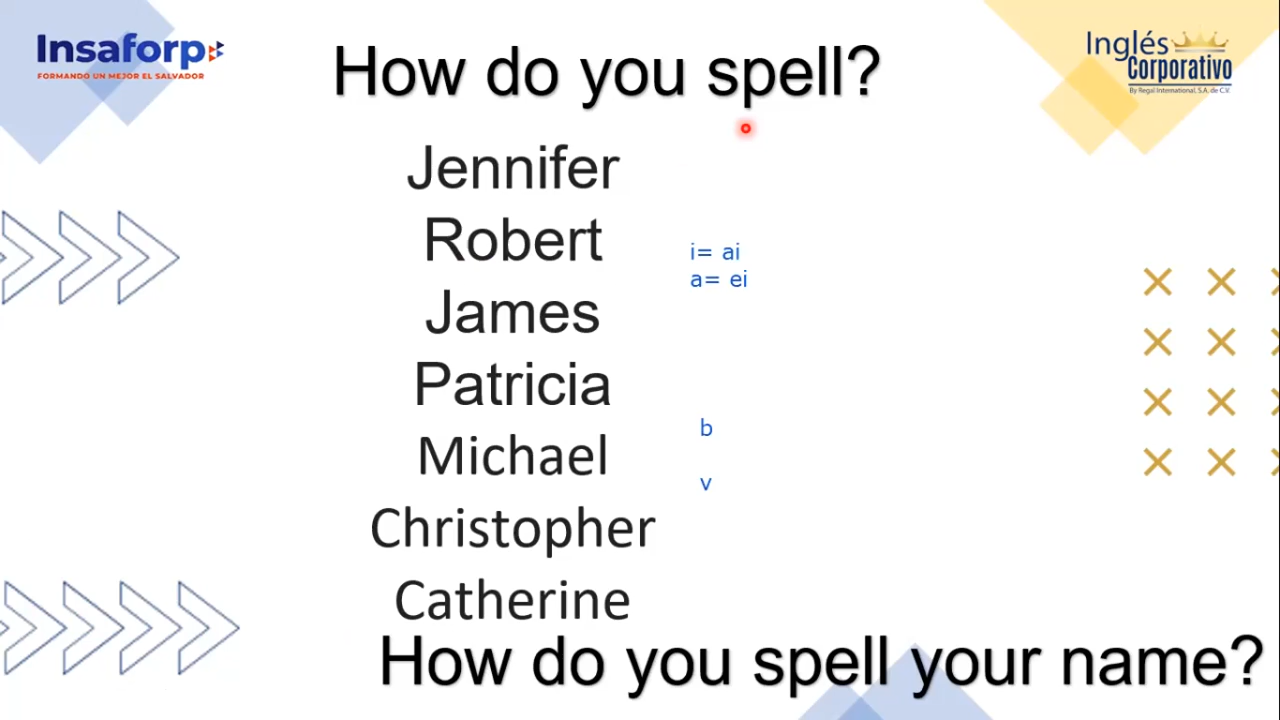 Insaforp
FORMANDO UN MEJOR EL SALVADOR
Inglés
Corporativo
By Regal International, S.A. de C.V.
How do you spell?
Jennifer
Robert
James
Patricia
Michael
Christopher
Catherine
i= ai
a= ei
b
v
How do you spell your name?